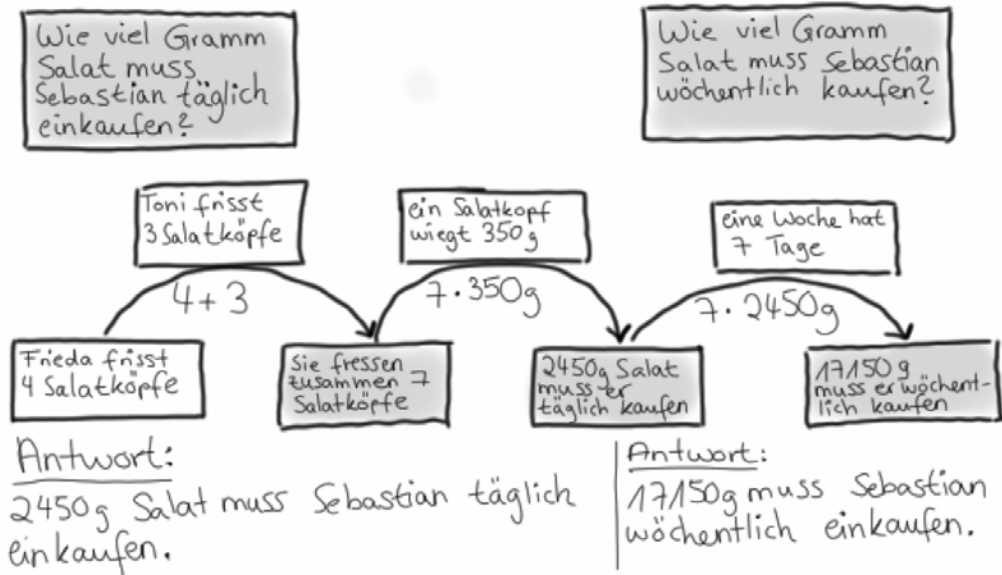 Wie viel Gramm
Salat muss
Sebastian täglich
einkaufen?
Wie viel Gramm
Salat muss Sebastian
wöchentlich kaufen?
Toni frisst
3 Salatköpfe
ein Salatkopf
wiegt 350g
eine Woche hat
7 Tage
4+3
7·350g
7·2450g
Frieda frisst
4 Salatköpfe
Sie fressen
zusammen 7
Salatköpfe
2450g Salat
muss er
täglich kaufen
17150g
muss er wöchent-
lich kaufen
Antwort:
2450g Salat muss Sebastian täglich
einkaufen.
Antwort:
17150g muss Sebastian
wöchentlich einkaufen.